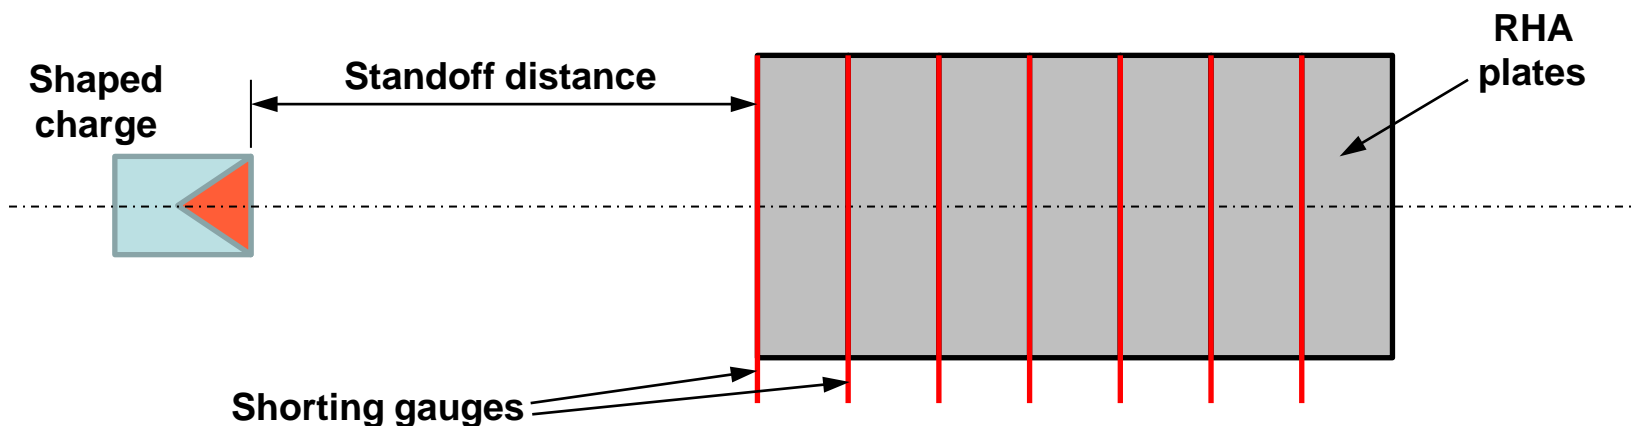 Shaped
charge
Standoff distance
RHA
plates
Shorting gauges